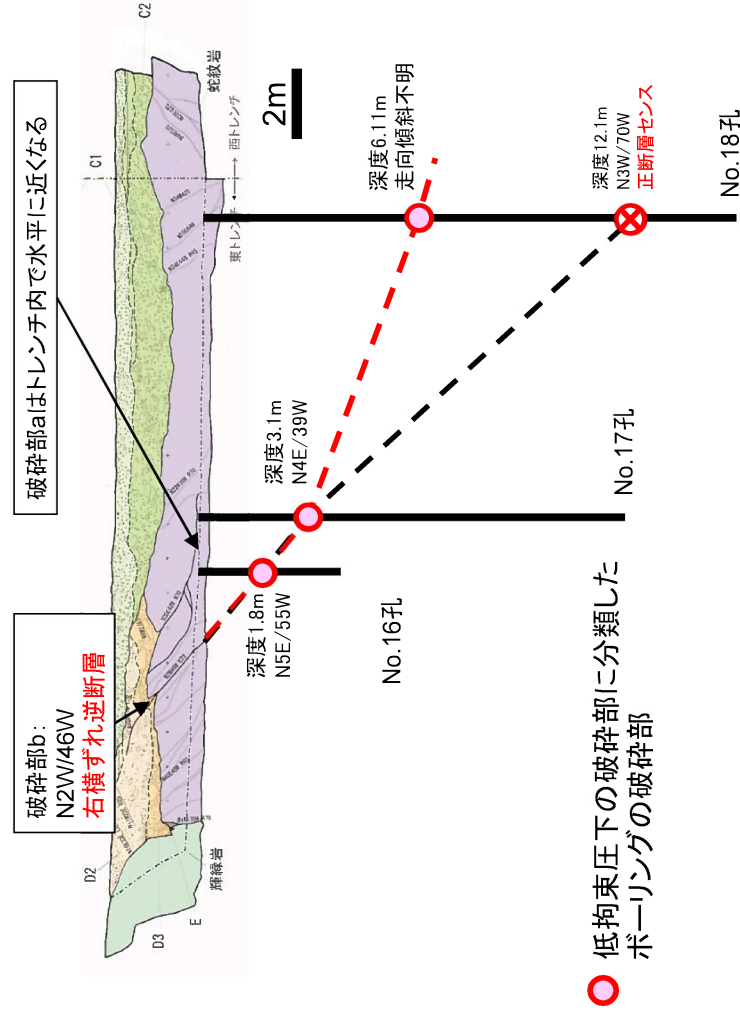 破砕部b:
N2W/46W
右横ずれ逆断層
破砕部aはトレンチ内で水平に近くなる
D2
D3
E
輝緑岩
C1
C2
蛇紋岩
東トレンチ
西トレンチ
2m
深度1.8m
N5E/55W
No.16孔
深度3.1m
N4E/39W
No.17孔
深度6.11m
走向傾斜不明
深度12.1m
N3W/70W
正断層センス
No.18孔
低拘束圧下の破砕部に分類した
ボーリングの破砕部